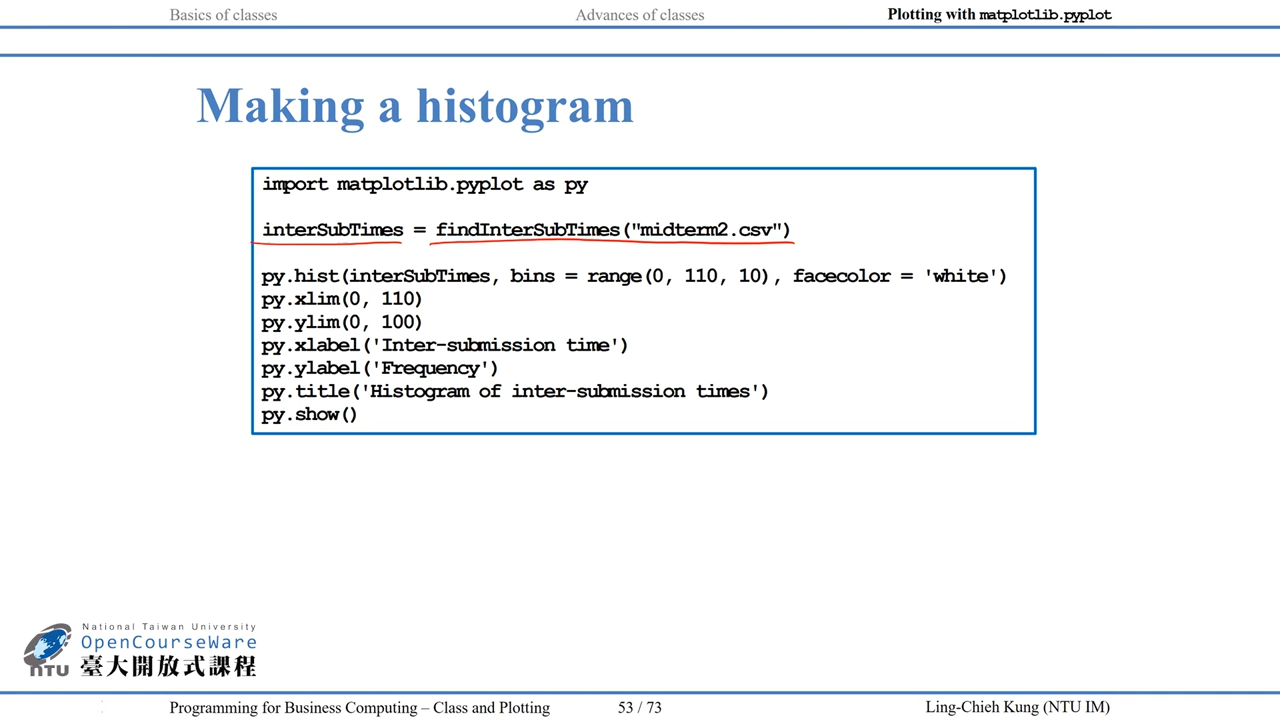 Basics of classes
Advances of classes
Plotting with matplotlib.pyplot
Making a histogram
import matplotlib.pyplot as py
interSubTimes = findInterSubTimes("midterm2.csv")
py.hist(interSubTimes, bins = range(0, 110, 10), facecolor = 'white')
py.xlim(0, 110)
py.ylim(0, 100)
py.xlabel('Inter-submission time')
py.ylabel('Frequency')
py.title('Histogram of inter-submission times')
py.show()
National Taiwan University
OpenCourseWare
NTU 臺大開放式課程
Programming for Business Computing – Class and Plotting
53 / 73
Ling-Chieh Kung (NTU IM)